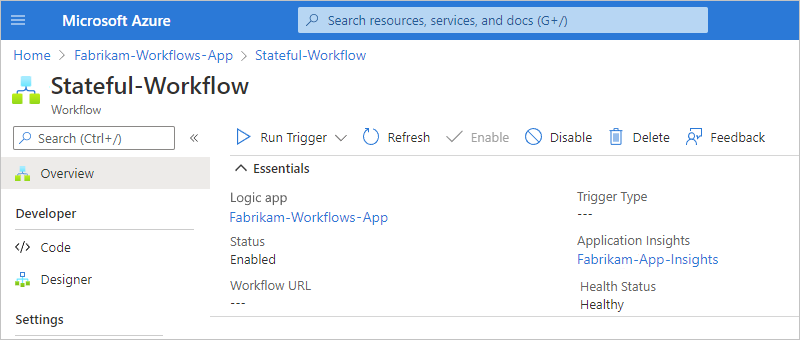 Microsoft Azure
Search resources, services, and docs (G+/)
Home > Fabrikam-Workflows-App > Stateful-Workflow
Stateful-Workflow
Workflow
Search (Ctrl+/)
«
Run Trigger
Refresh
Enable
Disable
Delete
Feedback
Overview
Developer
Code
Designer
Settings
Essentials
Logic app
Fabrikam-Workflows-App
Status
Enabled
Workflow URL
---
Trigger Type
---
Application Insights
Fabrikam-App-Insights
Health Status
Healthy